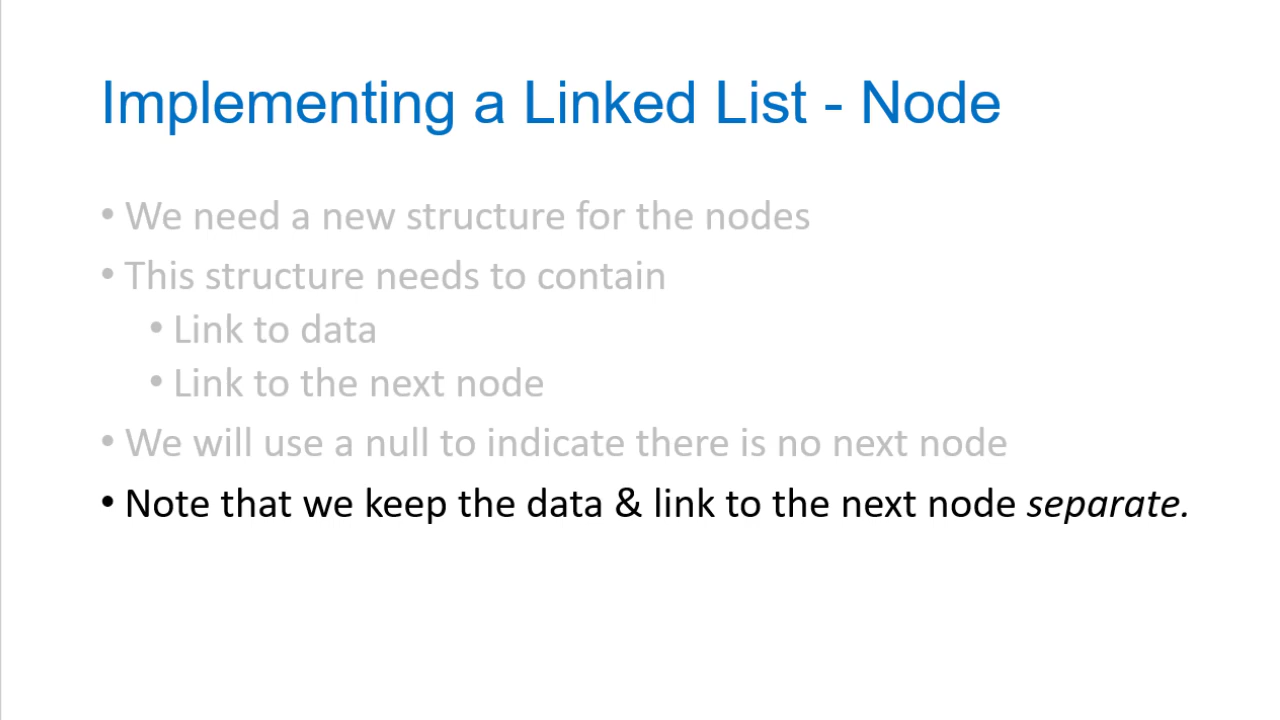 Implementing a Linked List - Node
• We need a new structure for the nodes
• This structure needs to contain
• Link to data
• Link to the next node
• We will use a null to indicate there is no next node
• Note that we keep the data & link to the next node separate.